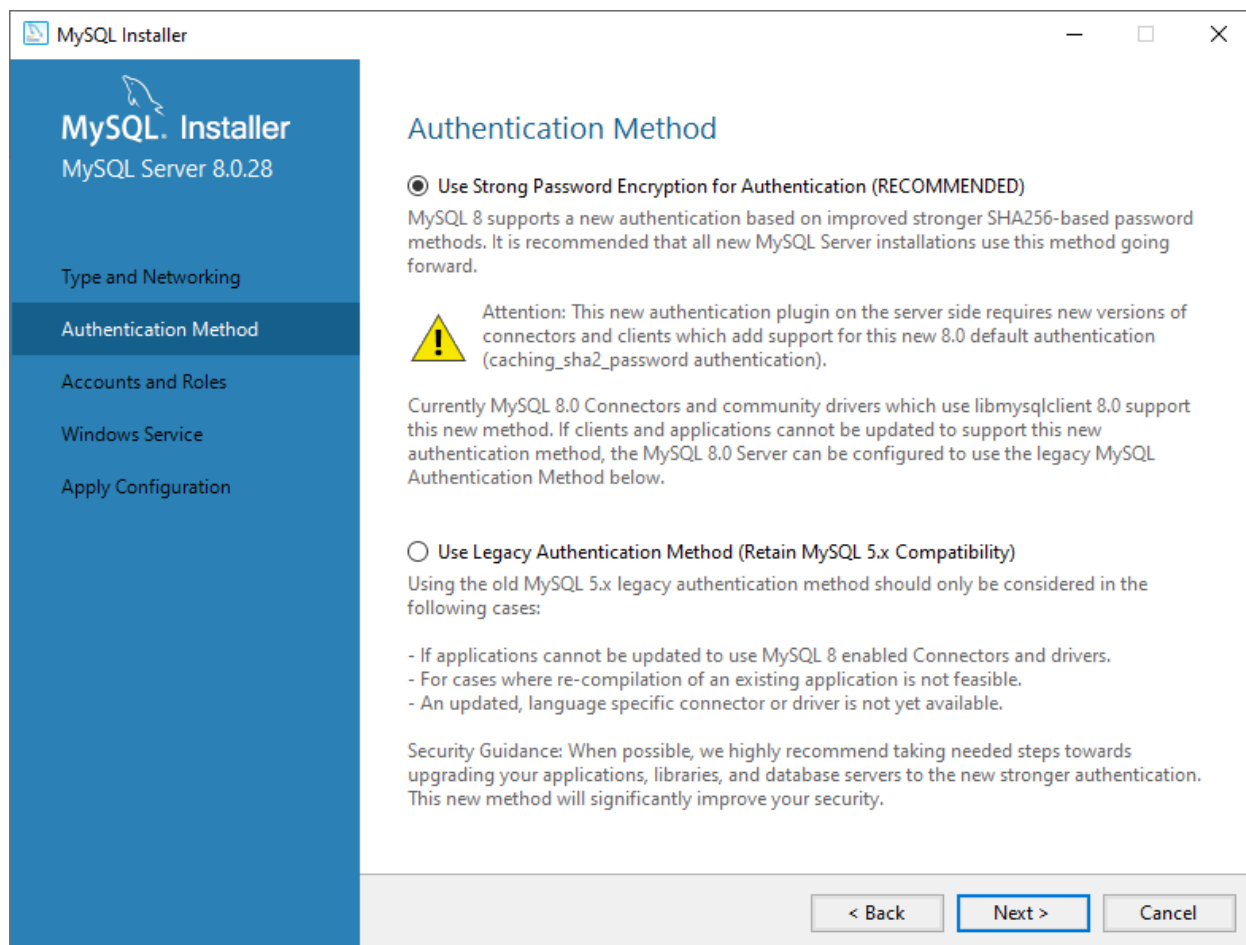 MySQL Installer
MySQL. Installer
MySQL Server 8.0.28
Type and Networking
Authentication Method
Accounts and Roles
Windows Service
Apply Configuration
Authentication Method
Use Strong Password Encryption for Authentication (RECOMMENDED)
MySQL 8 supports a new authentication based on improved stronger SHA256-based password
methods. It is recommended that all new MySQL Server installations use this method going
forward.
Attention: This new authentication plugin on the server side requires new versions of
connectors and clients which add support for this new 8.0 default authentication
(caching_sha2_password authentication).
Currently MySQL 8.0 Connectors and community drivers which use libmysqlclient 8.0 support
this new method. If clients and applications cannot be updated to support this new
authentication method, the MySQL 8.0 Server can be configured to use the legacy MySQL
Authentication Method below.
Use Legacy Authentication Method (Retain MySQL 5.x Compatibility)
Using the old MySQL 5.x legacy authentication method should only be considered in the
following cases:
- If applications cannot be updated to use MySQL 8 enabled Connectors and drivers.
- For cases where re-compilation of an existing application is not feasible.
- An updated, language specific connector or driver is not yet available.
Security Guidance: When possible, we highly recommend taking needed steps towards
upgrading your applications, libraries, and database servers to the new stronger authentication.
This new method will significantly improve your security.
< Back
Next >
Cancel